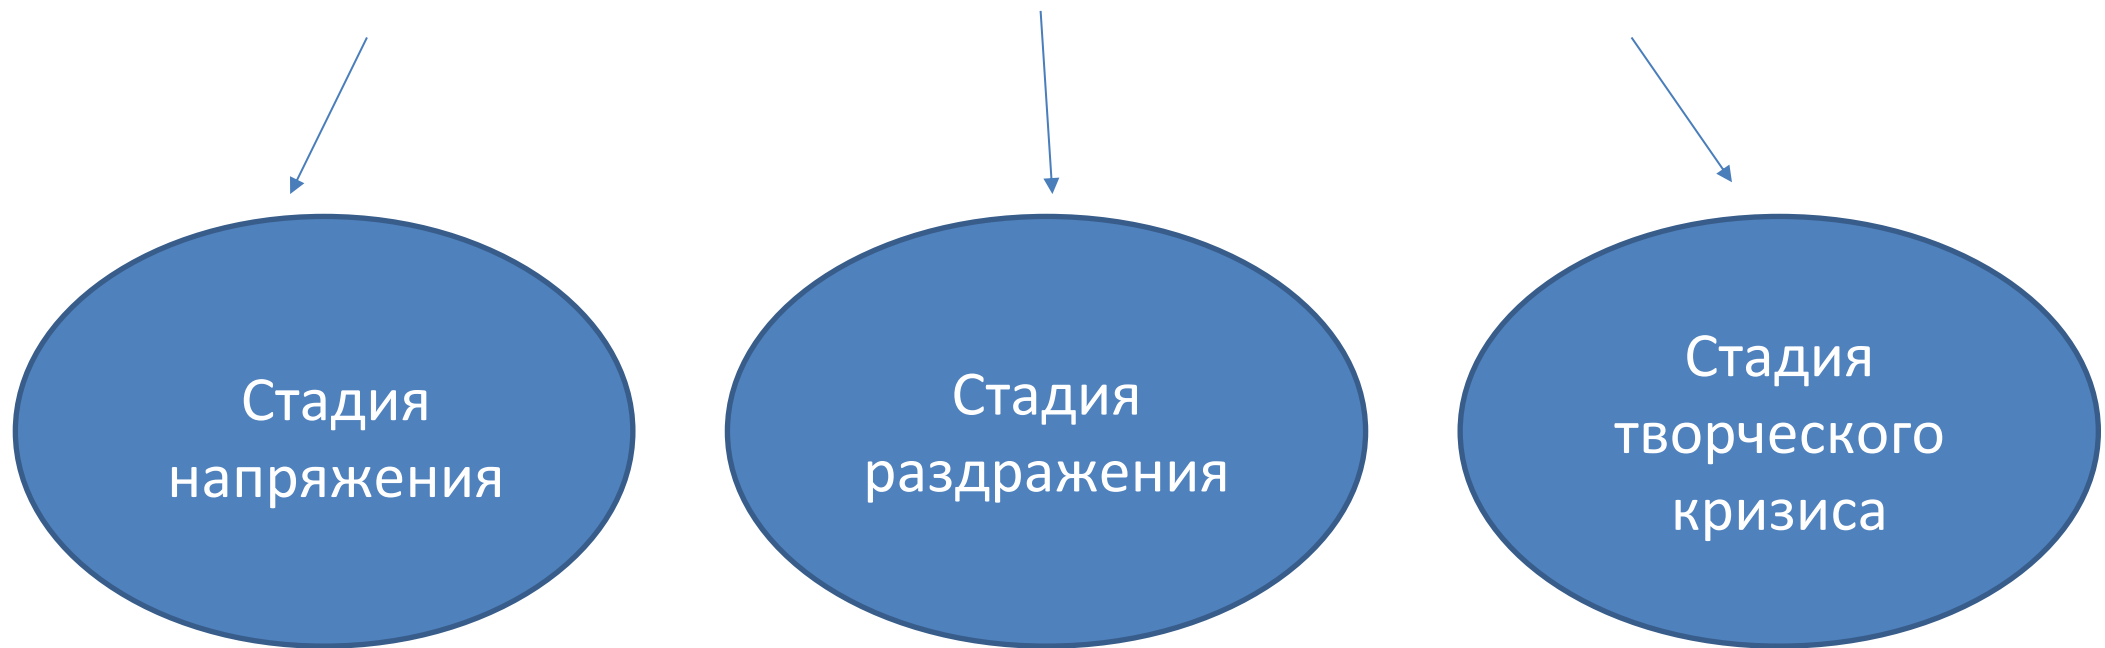 Стадия
напряжения
Стадия
раздражения
Стадия
творческого
кризиса